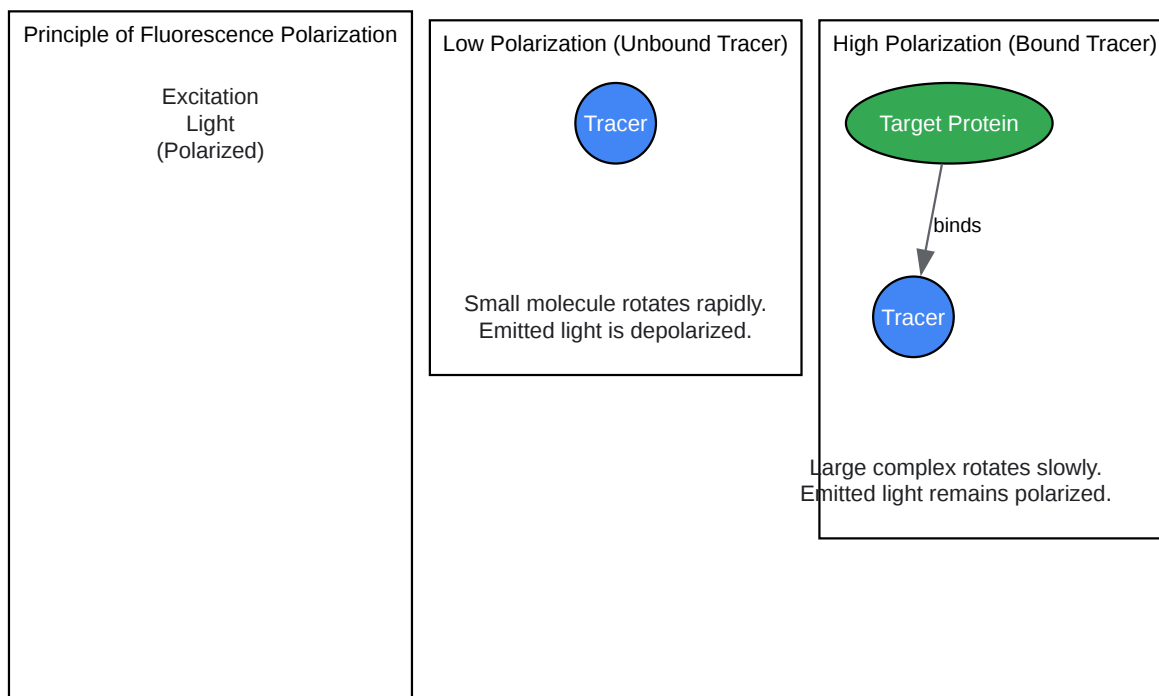 Principle of Fluorescence Polarization
Excitation
Light
(Polarized)
Low Polarization (Unbound Tracer)
Tracer
Small molecule rotates rapidly.
Emitted light is depolarized.
High Polarization (Bound Tracer)
Target Protein
binds
Tracer
Large complex rotates slowly.
Emitted light remains polarized.